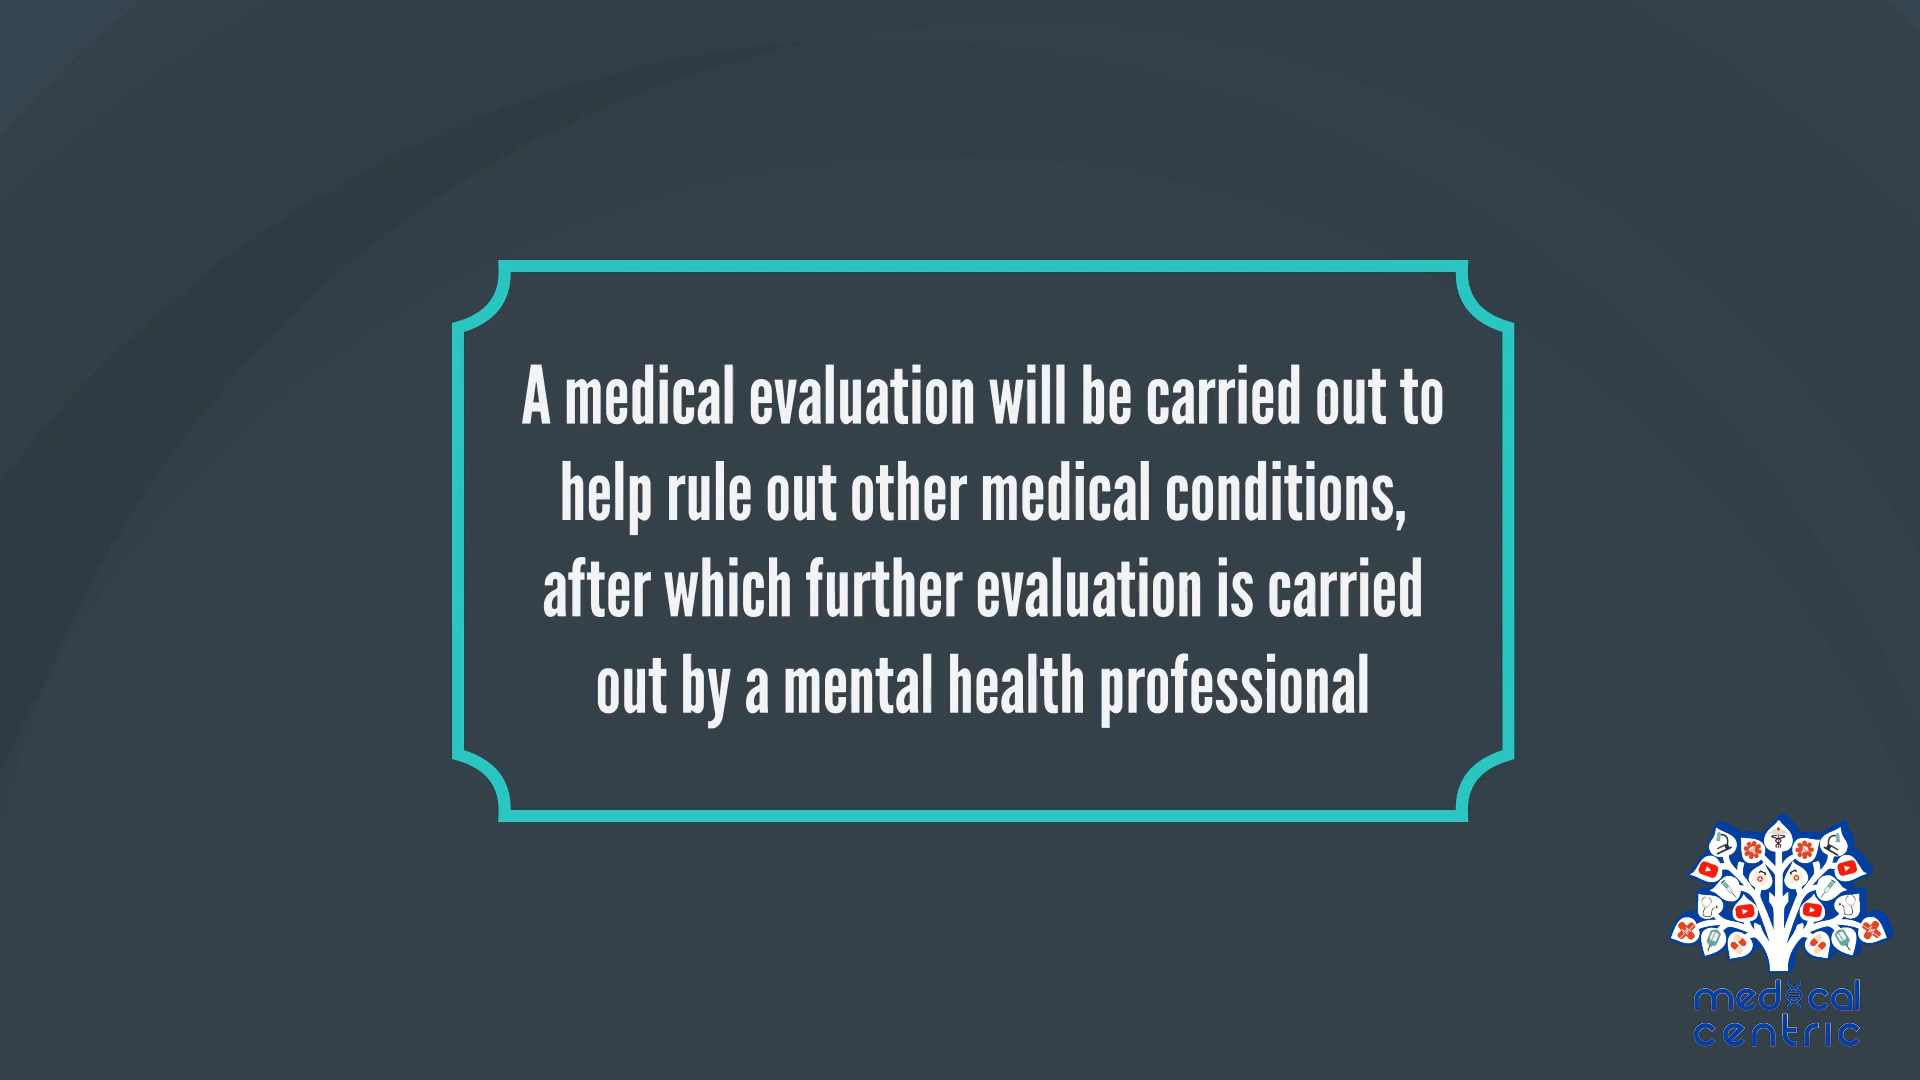 A medical evaluation will be carried out to
help rule out other medical conditions,
after which further evaluation is carried
out by a mental health professional
medical
centric